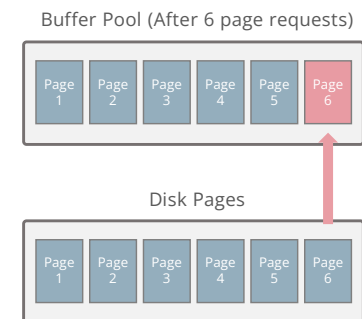 Buffer Pool (After 6 page requests)
Page Page Page Page Page Page
1 2 3 4 5 6
Disk Pages
Page Page Page Page Page Page
1 2 3 4 5 6